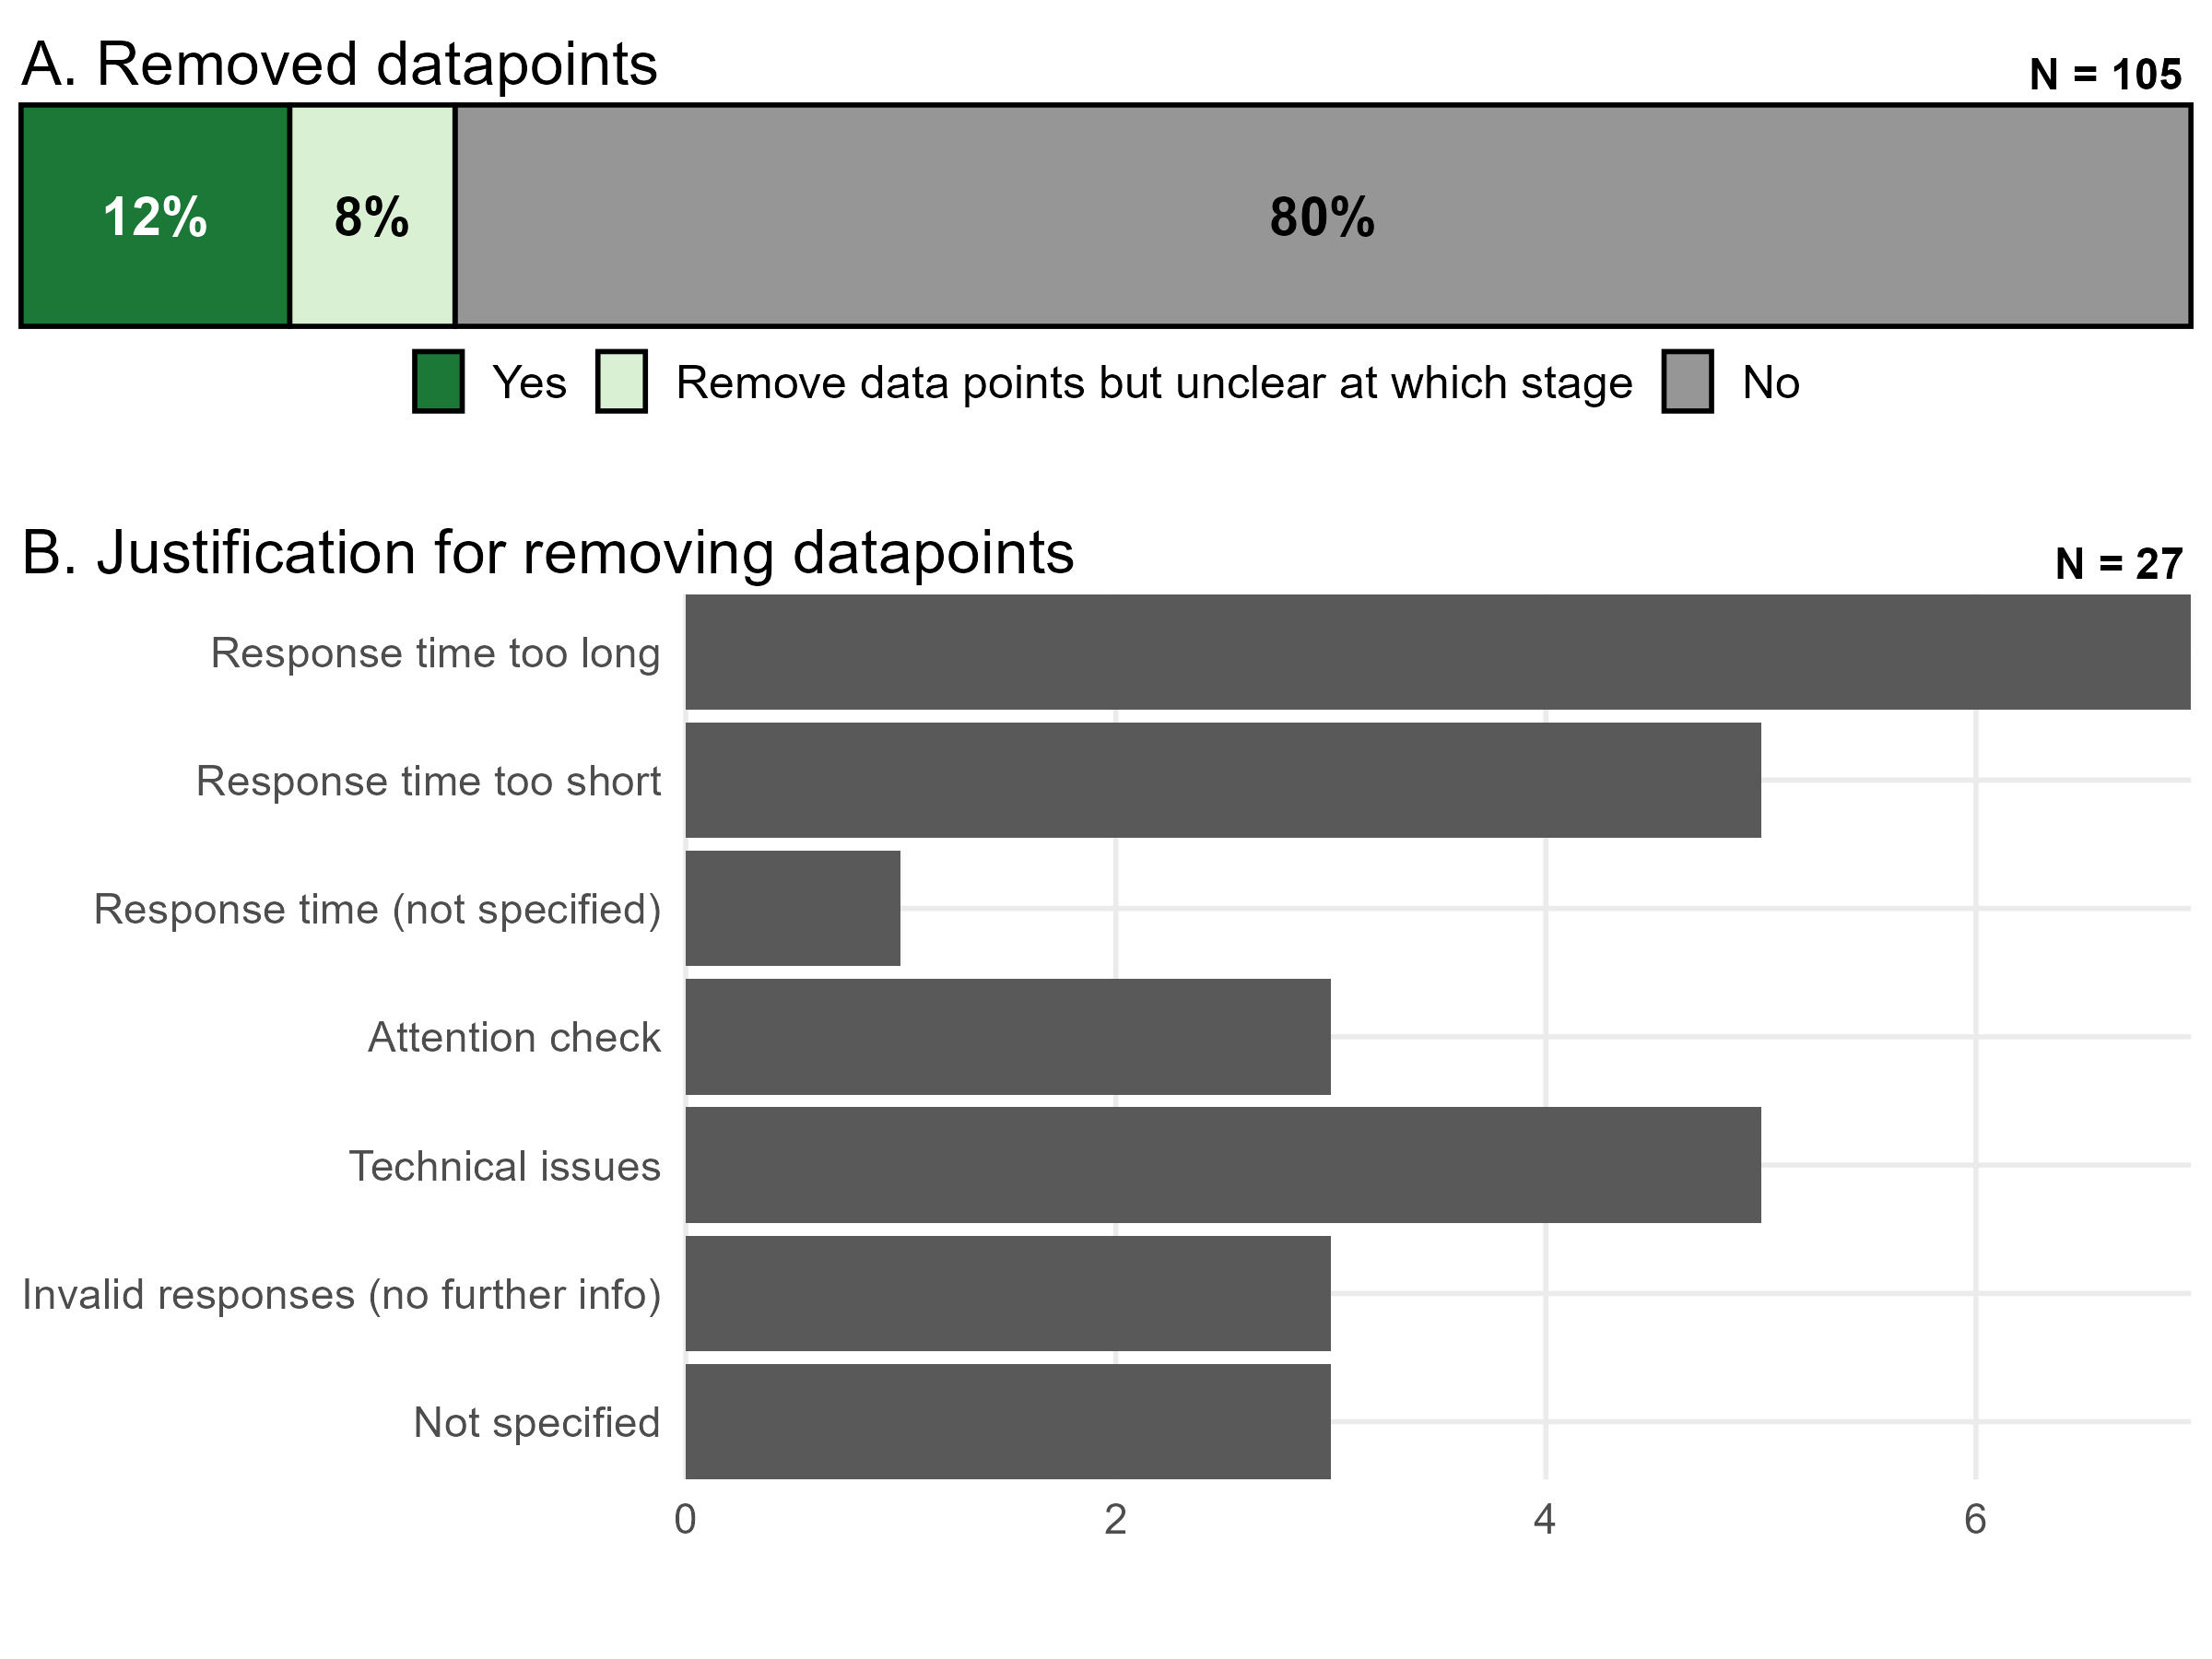 A. Removed datapoints
N = 105
12%
8%
80%
Yes
Remove data points but unclear at which stage
No
B. Justification for removing datapoints
N = 27
Response time too long
Response time too short
Response time (not specified)
Attention check
Technical issues
Invalid responses (no further info)
Not specified
0 2 4 6